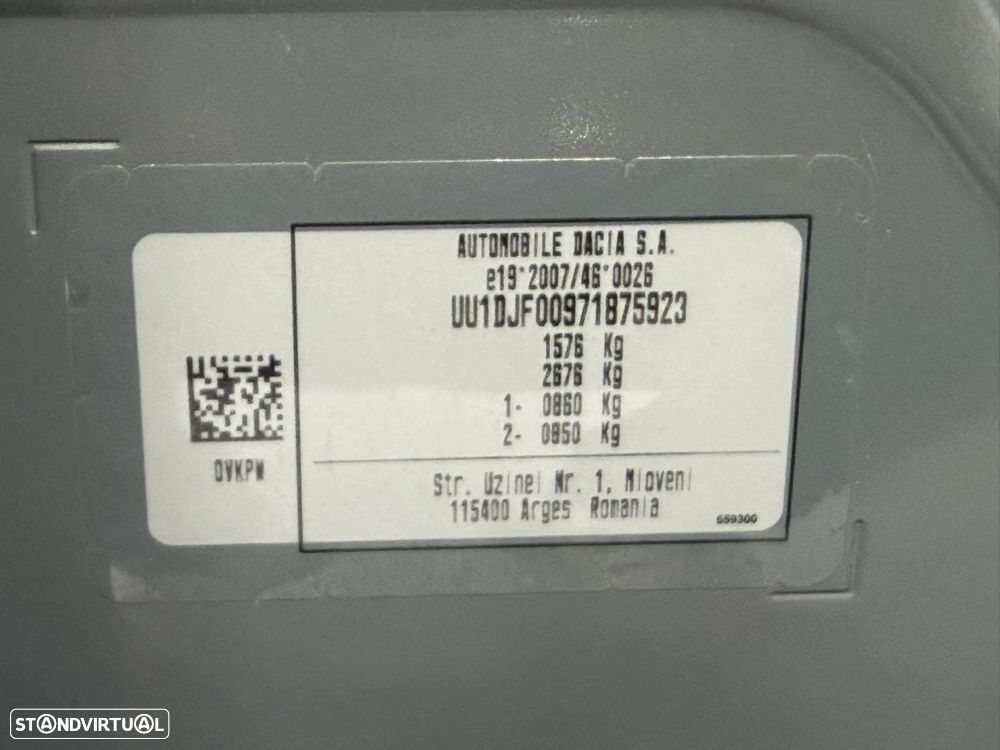 AUTOMOBILE DACIA S.A.
e19*2007/46*0026
UU1DJF00971875923
1576 Kg
2676 Kg
1- 0860 Kg
2- 0850 Kg
OVKPW
Str. Uzinei Nr. 1, Mioveni
115400 Arges Romania
659300
STANDVIRTUAL